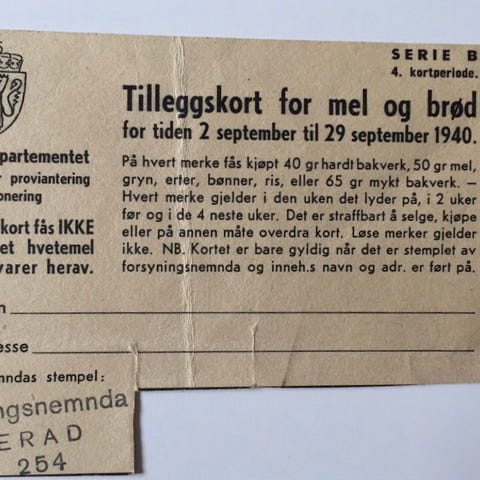 SERIE B
4. kortperiode.
Tilleggskort for mel og brød
for tiden 2 september til 29 september 1940.
partementet
r proviantering
onering
kort fås IKKE
et hvetemel
varer herav.
På hvert merke fås kjøpt 40 gr hardt bakverk, 50 gr mel,
gryn, erter, bønner, ris, eller 65 gr mykt bakverk. —
Hvert merke gjelder i den uken det lyder på, i 2 uker
før og i de 4 neste uker. Det er straffbart å selge, kjøpe
eller på annen måte overdra kort. Løse merker gjelder
ikke. NB. Kortet er bare gyldig når det er stemplet av
forsyningsnemnda og inneh.s navn og adr. er ført på.
n
esse
mndas stempel:
ngsnemnda
ERAD
254